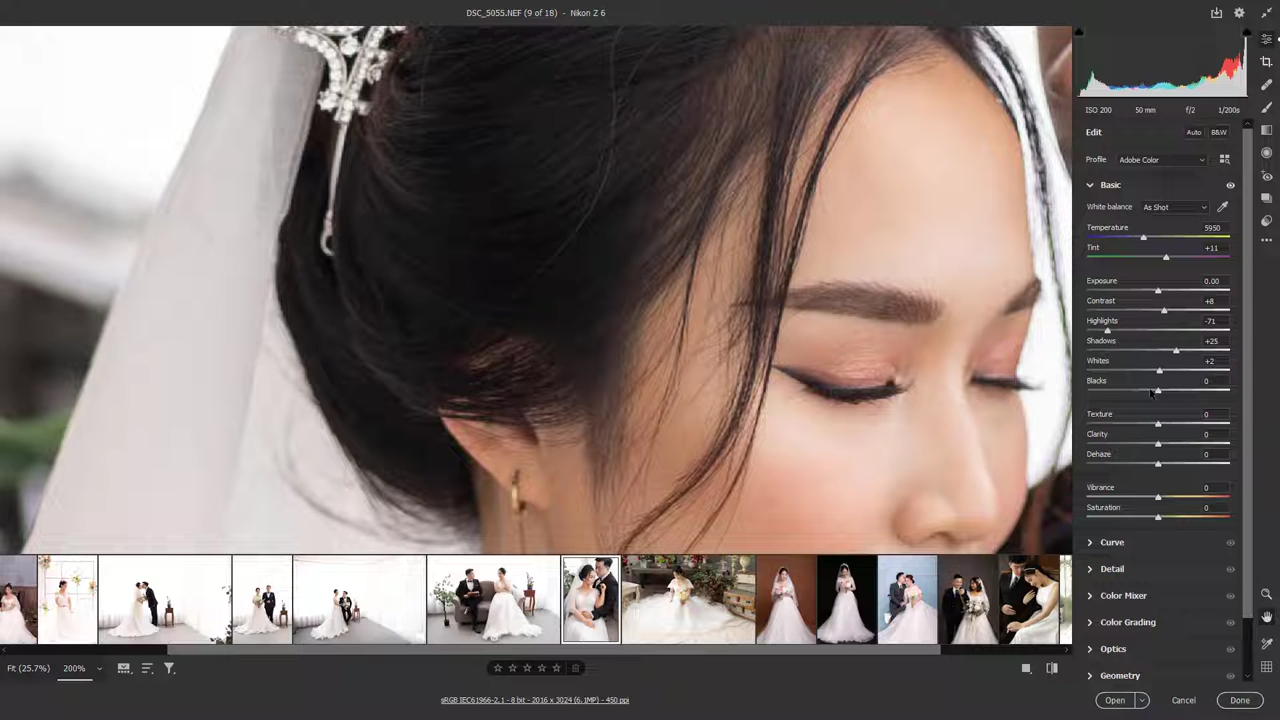 DSC_5055.NEF (9 of 18) - Nikon Z 6
ISO 200 50 mm f/2 1/200s
Edit Auto B&W
Profile Adobe Color
Basic
White balance As Shot
Temperature 5950
Tint +11
Exposure 0.00
Contrast +8
Highlights -71
Shadows +25
Whites +2
Blacks 0
Texture 0
Clarity 0
Dehaze 0
Vibrance 0
Saturation 0
Curve
Detail
Color Mixer
Color Grading
Optics
Geometry
Fit (25.7%) 200%
sRGB IEC61966-2.1 - 8 bit - 2016 x 3024 (6.1MP) - 450 ppi
Open Cancel Done